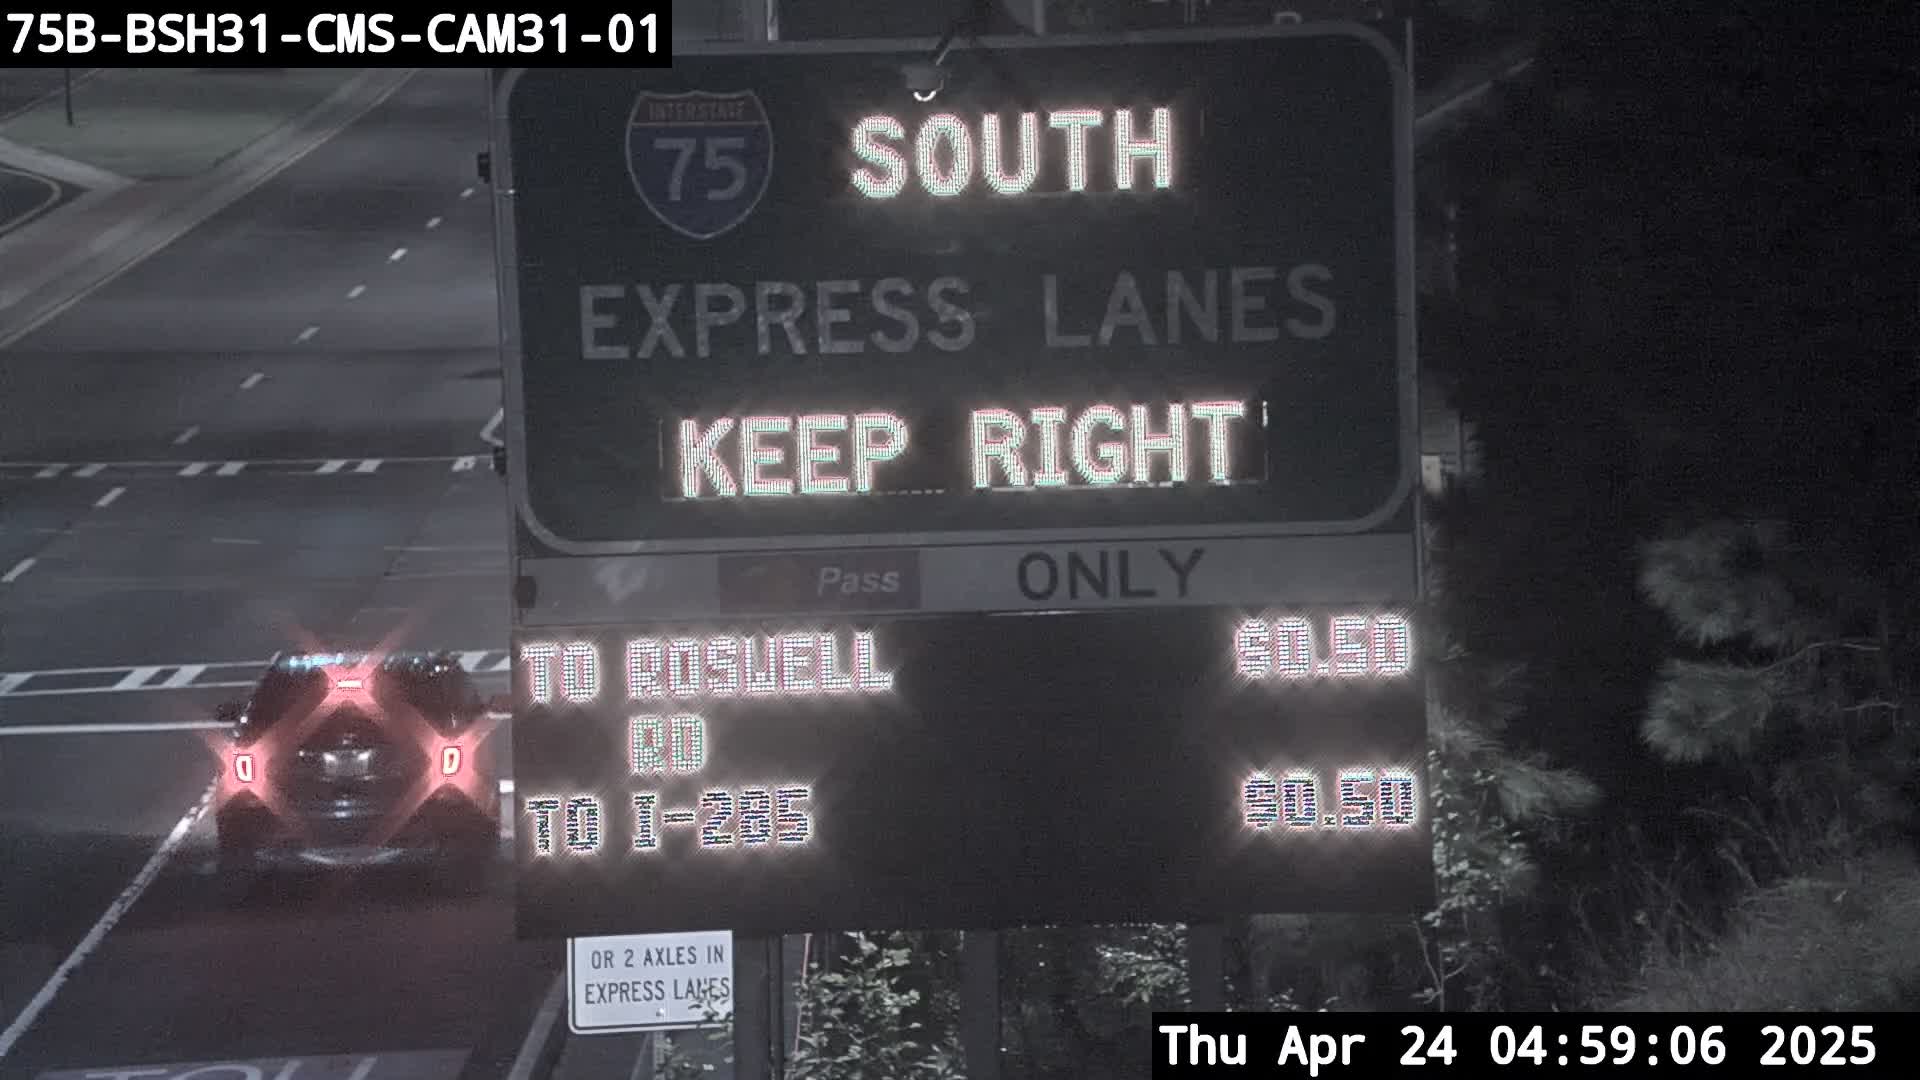 75B-BSH31-CMS-CAM31-01
INTERSTATE
75
SOUTH
EXPRESS LANES
KEEP RIGHT
Pass ONLY
TO ROSWELL $0.50
RD
TO I-285 $0.50
OR 2 AXLES IN
EXPRESS LANES
Thu Apr 24 04:59:06 2025